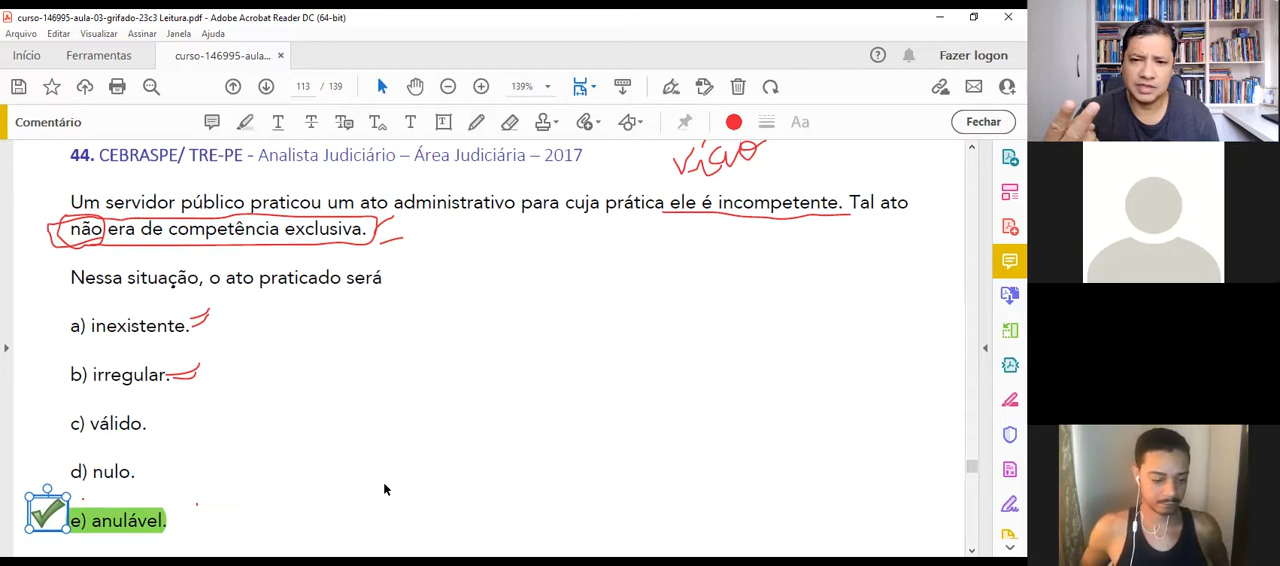 curso-146995-aula-03-grifado-23c3 Leitura.pdf - Adobe Acrobat Reader DC (64-bit)
Arquivo Editar Visualizar Assinar Janela Ajuda
Início Ferramentas curso-146995-aula... × Fazer logon
113 / 139 139%
Comentário Aa Fechar
44. CEBRASPE/ TRE-PE - Analista Judiciário – Área Judiciária – 2017
vício
Um servidor público praticou um ato administrativo para cuja prática ele é incompetente. Tal ato
não era de competência exclusiva.
Nessa situação, o ato praticado será
a) inexistente.
b) irregular.
c) válido.
d) nulo.
e) anulável.